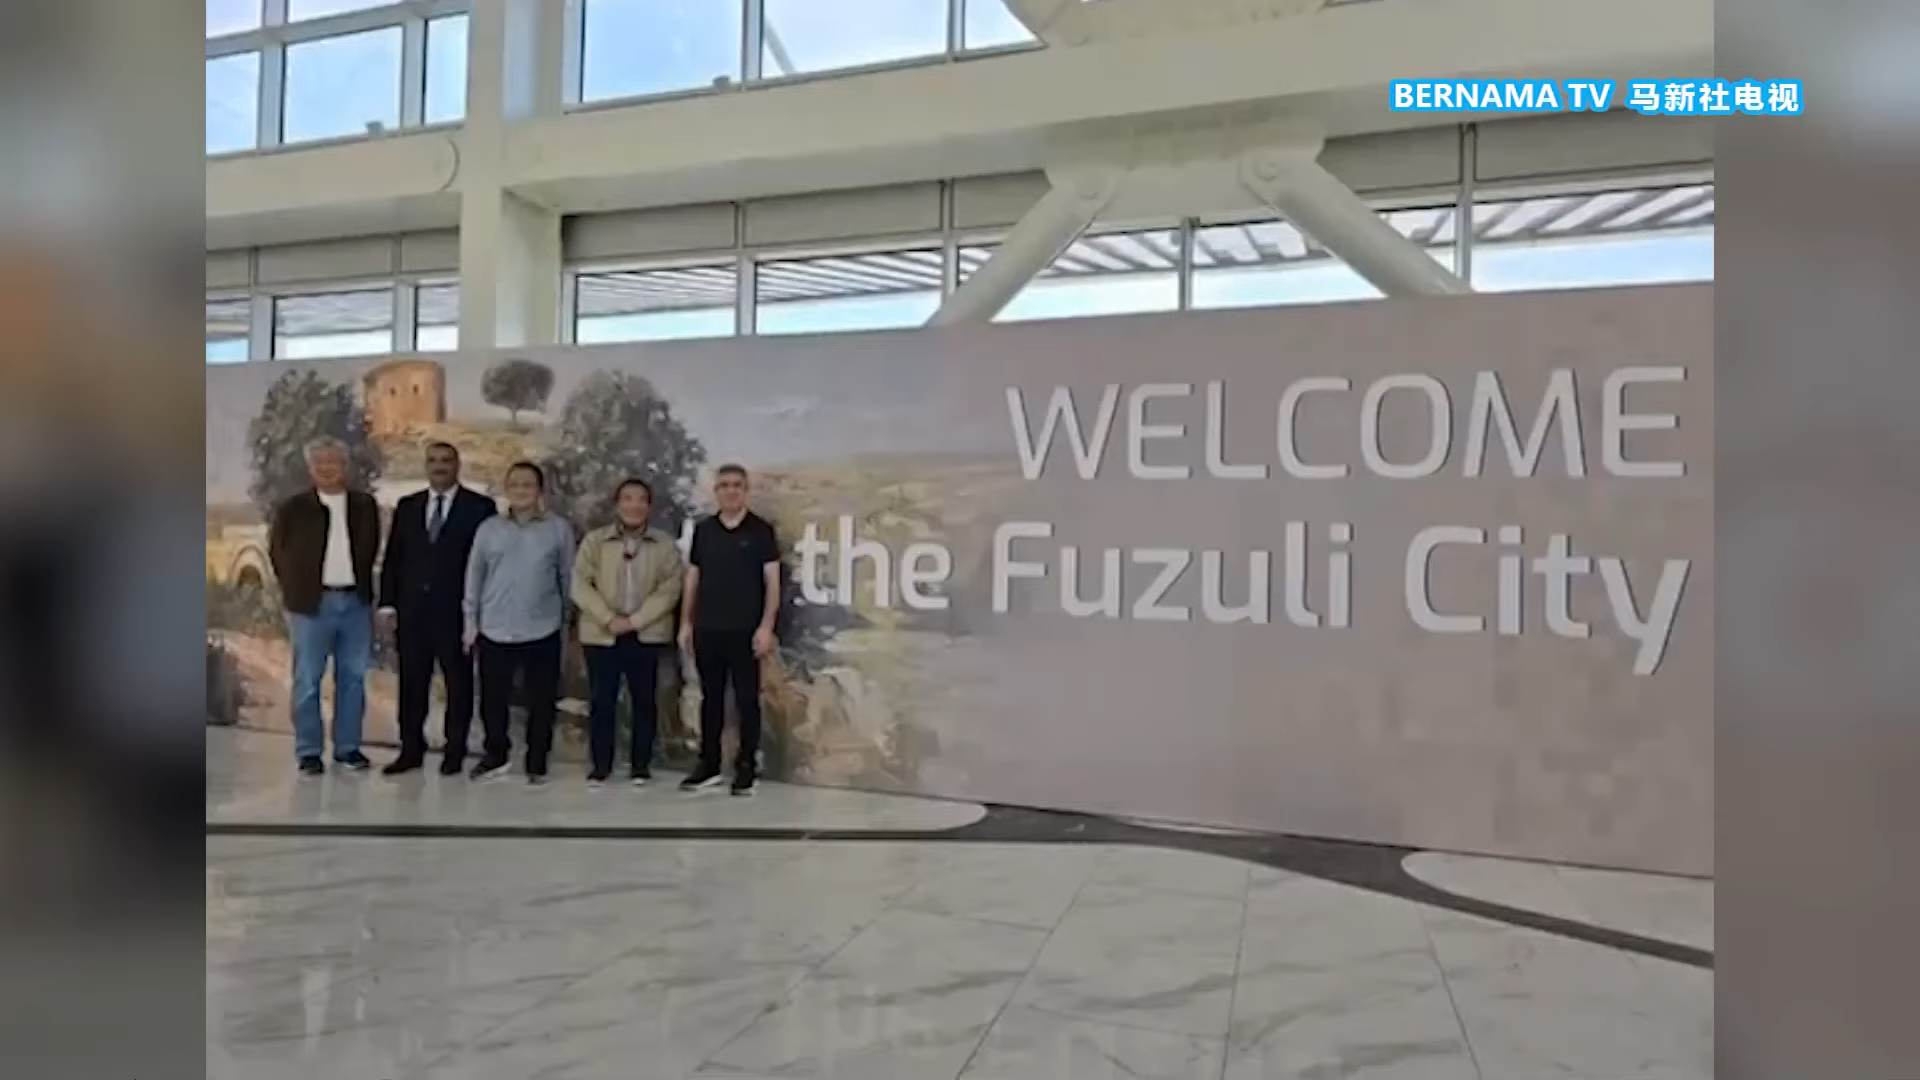 BERNAMA TV 马新社电视
WELCOME
the Fuzuli City